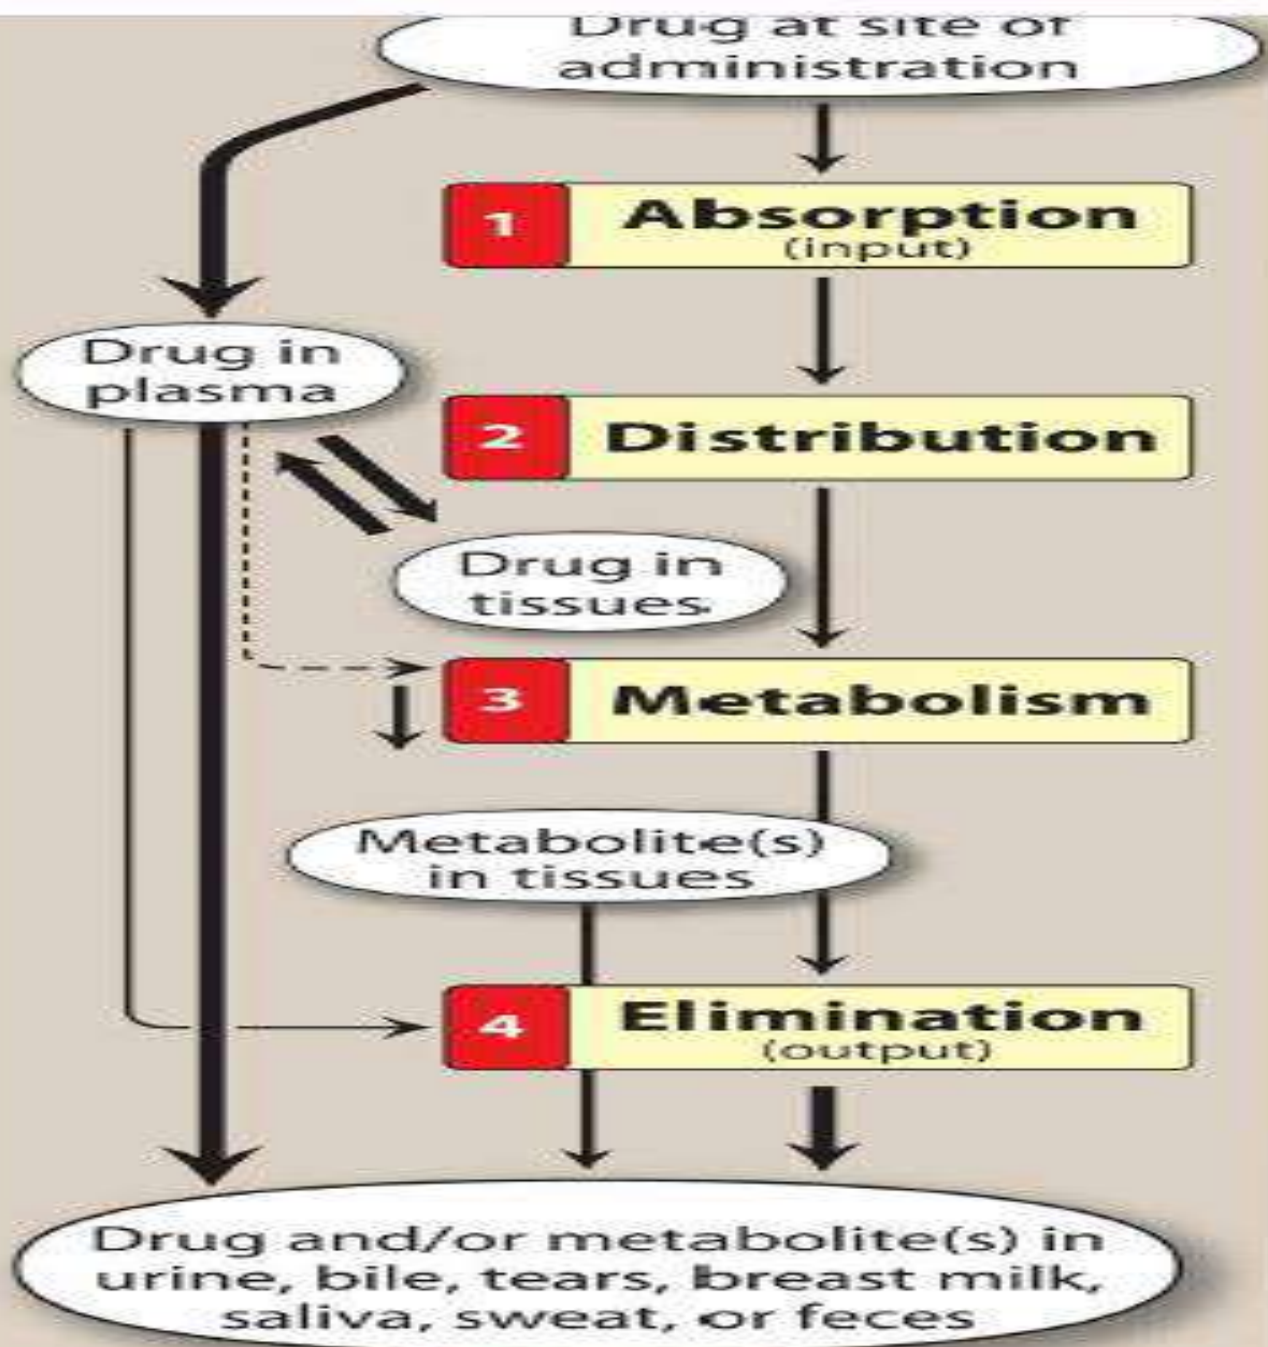 Drug at site of
administration
1 Absorption
(input)
Drug in
plasma
2 Distribution
Drug in
tissues
3 Metabolism
Metabolite(s)
in tissues
4 Elimination
(output)
Drug and/or metabolite(s) in
urine, bile, tears, breast milk,
saliva, sweat, or feces